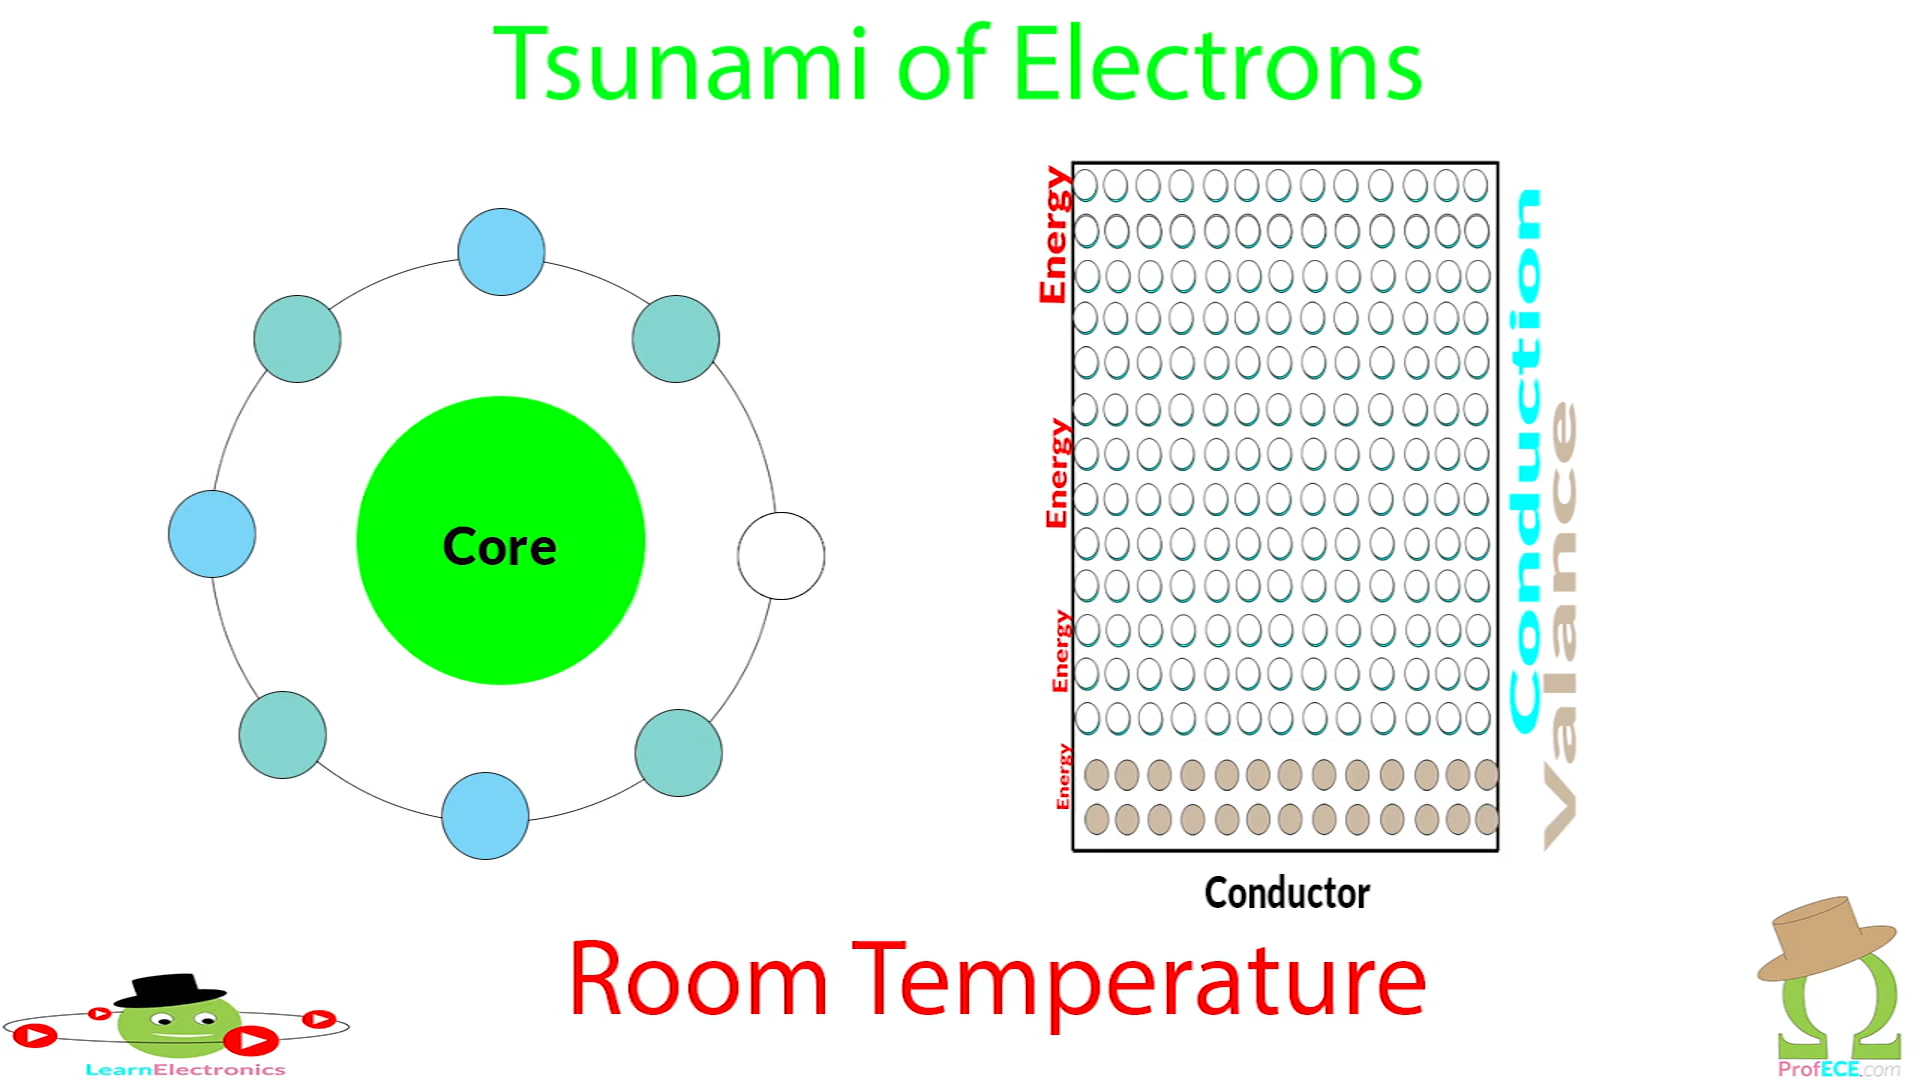 Tsunami of Electrons
Core
Energy
Energy
Energy
Energy
Conduction
Valance
Conductor
Room Temperature
LearnElectronics
ProfECE.com